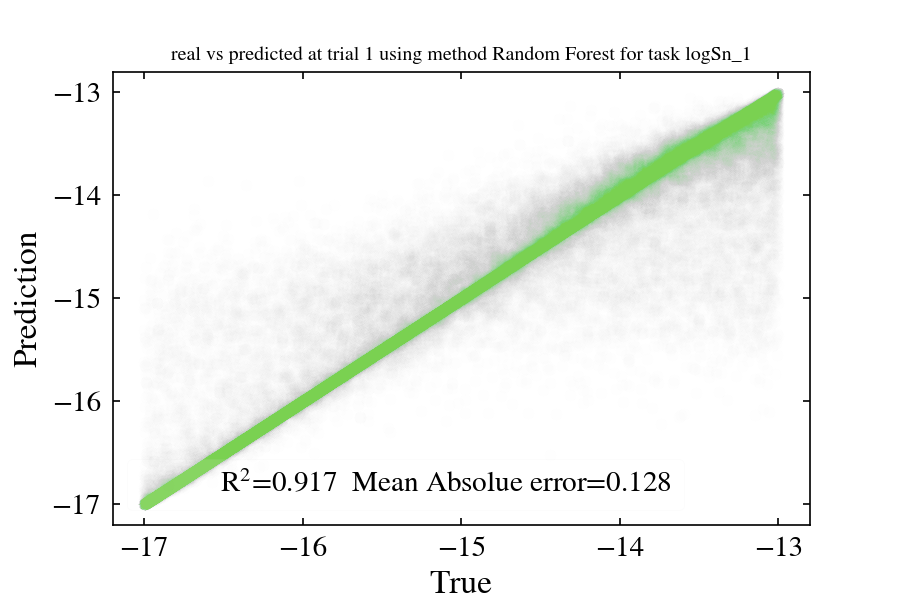 real vs predicted at trial 1 using method Random Forest for task logSn_1
−13
−14
−15
−16
−17
Prediction
R²=0.917 Mean Absolue error=0.128
−17 −16 −15 −14 −13
True